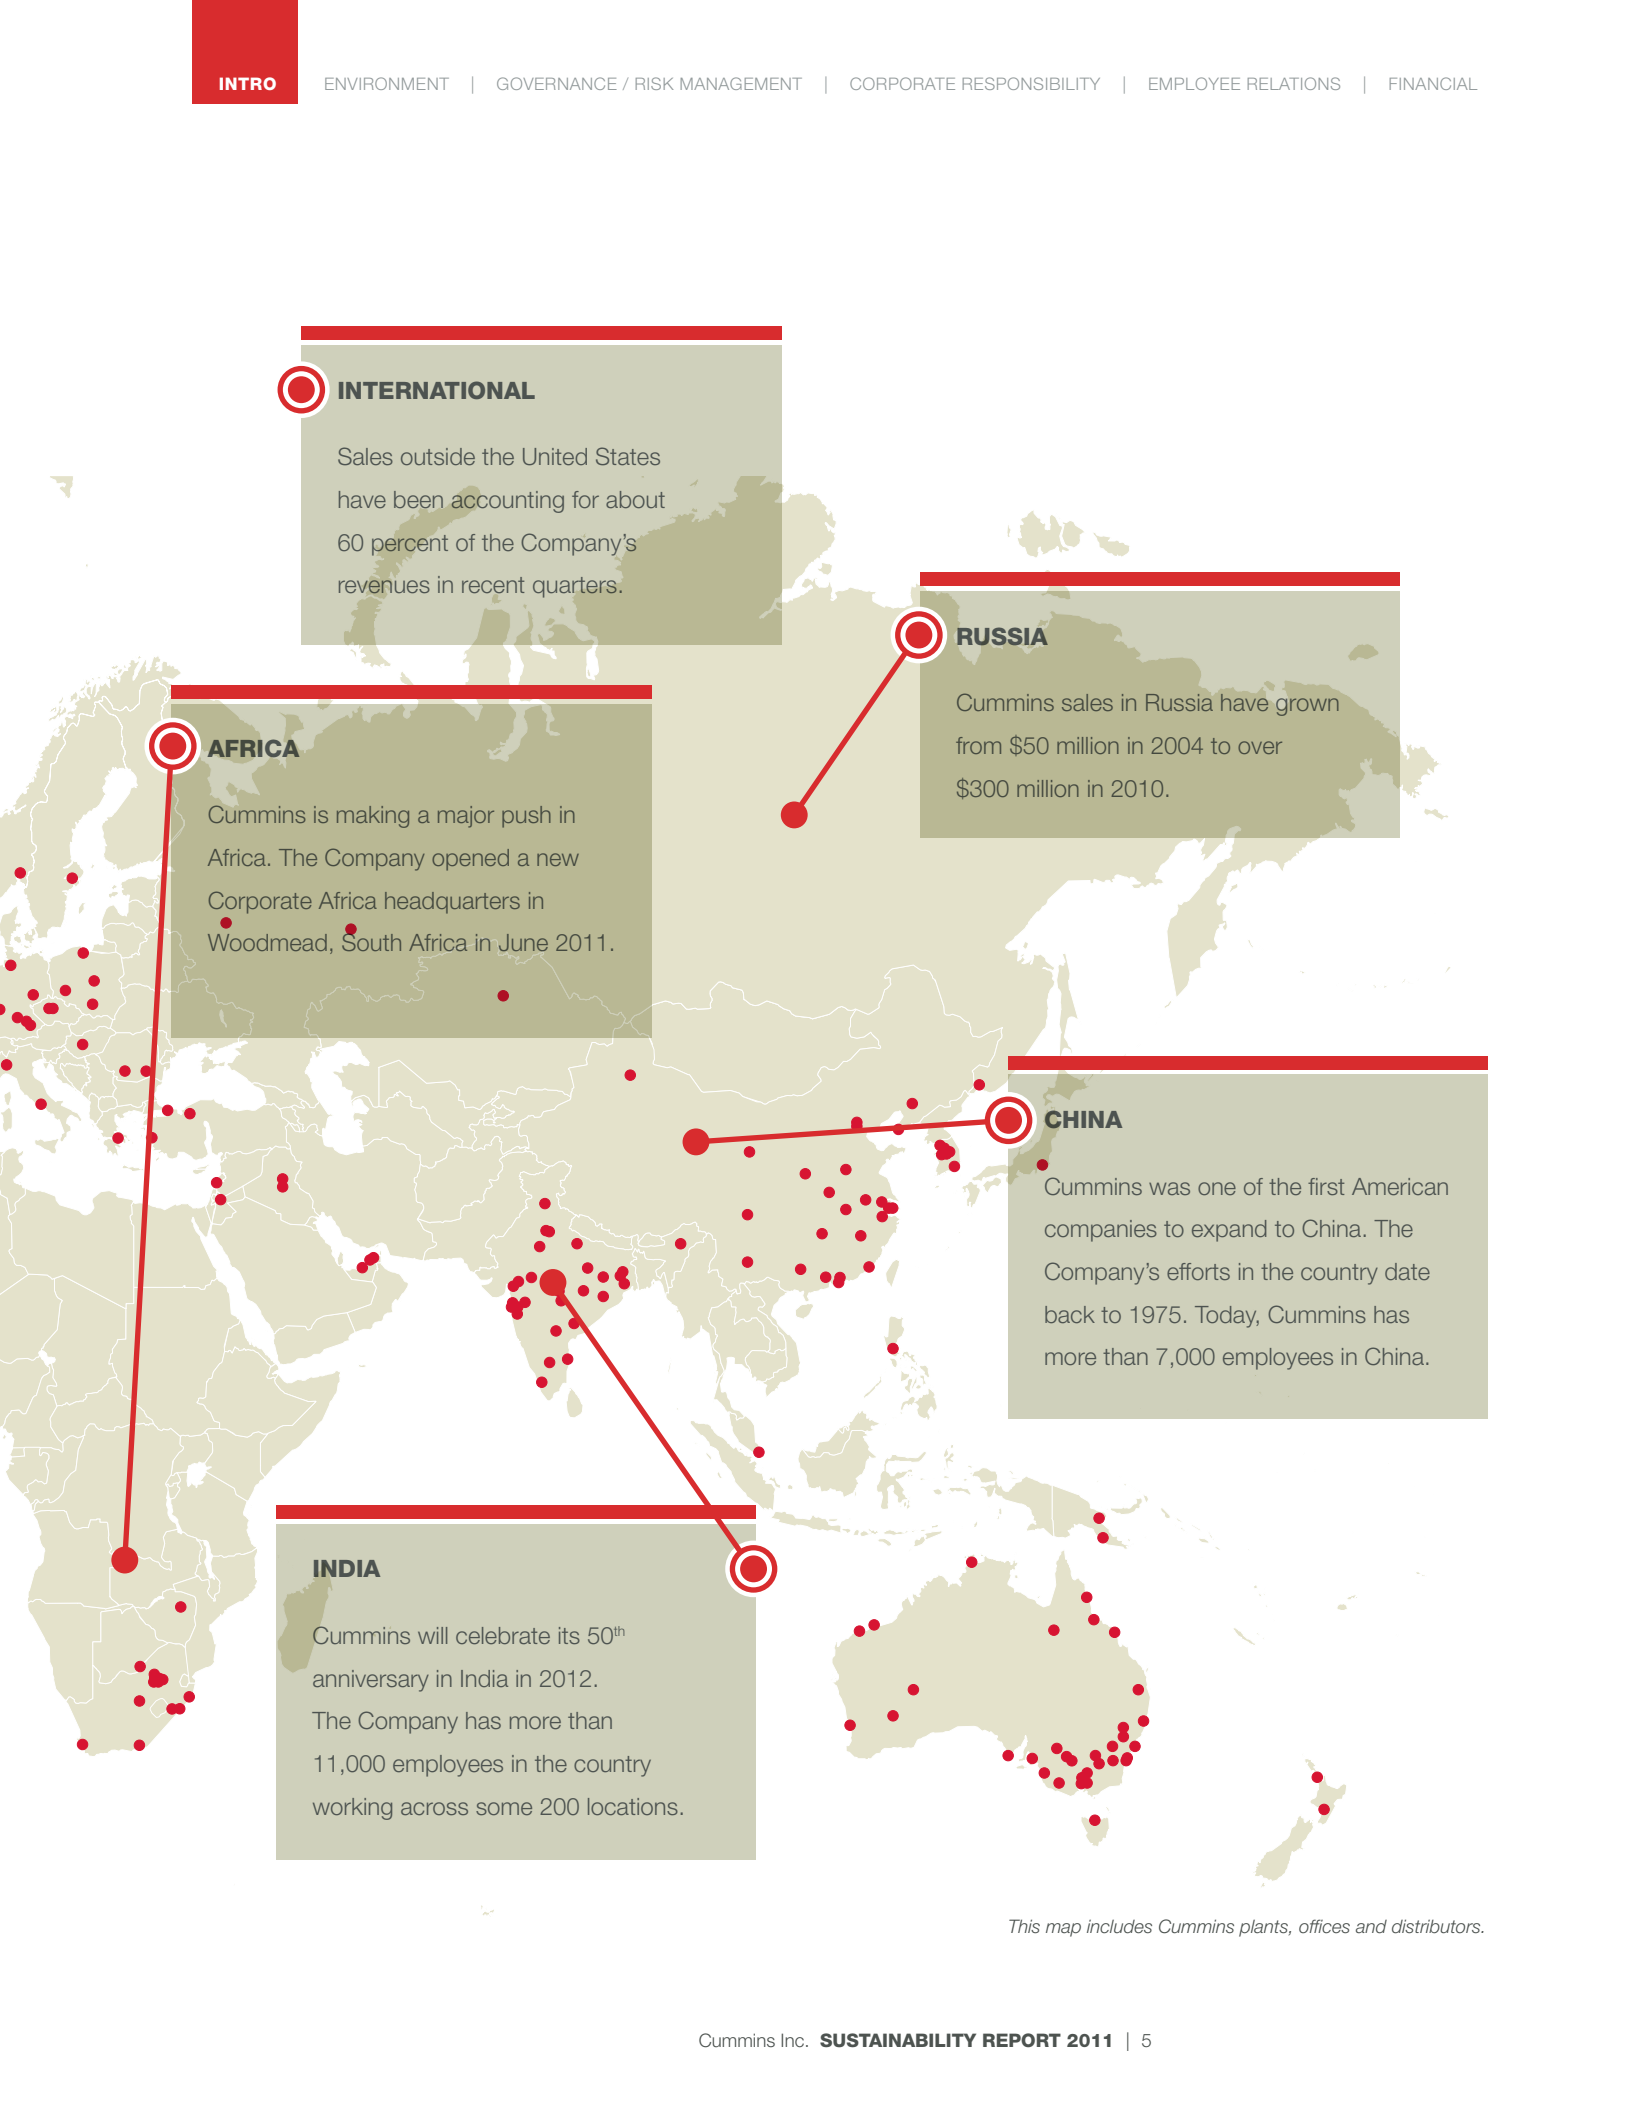 INTRO ENVIRONMENT | GOVERNANCE / RISK MANAGEMENT | CORPORATE RESPONSIBILITY | EMPLOYEE RELATIONS | FINANCIAL
INTERNATIONAL
Sales outside the United States
have been accounting for about
60 percent of the Company’s
revenues in recent quarters.
RUSSIA
Cummins sales in Russia have grown
from $50 million in 2004 to over
$300 million in 2010.
AFRICA
Cummins is making a major push in
Africa. The Company opened a new
Corporate Africa headquarters in
Woodmead, South Africa in June 2011.
CHINA
Cummins was one of the first American
companies to expand to China. The
Company’s efforts in the country date
back to 1975. Today, Cummins has
more than 7,000 employees in China.
INDIA
Cummins will celebrate its 50th
anniversary in India in 2012.
The Company has more than
11,000 employees in the country
working across some 200 locations.
This map includes Cummins plants, offices and distributors.
Cummins Inc. SUSTAINABILITY REPORT 2011 | 5